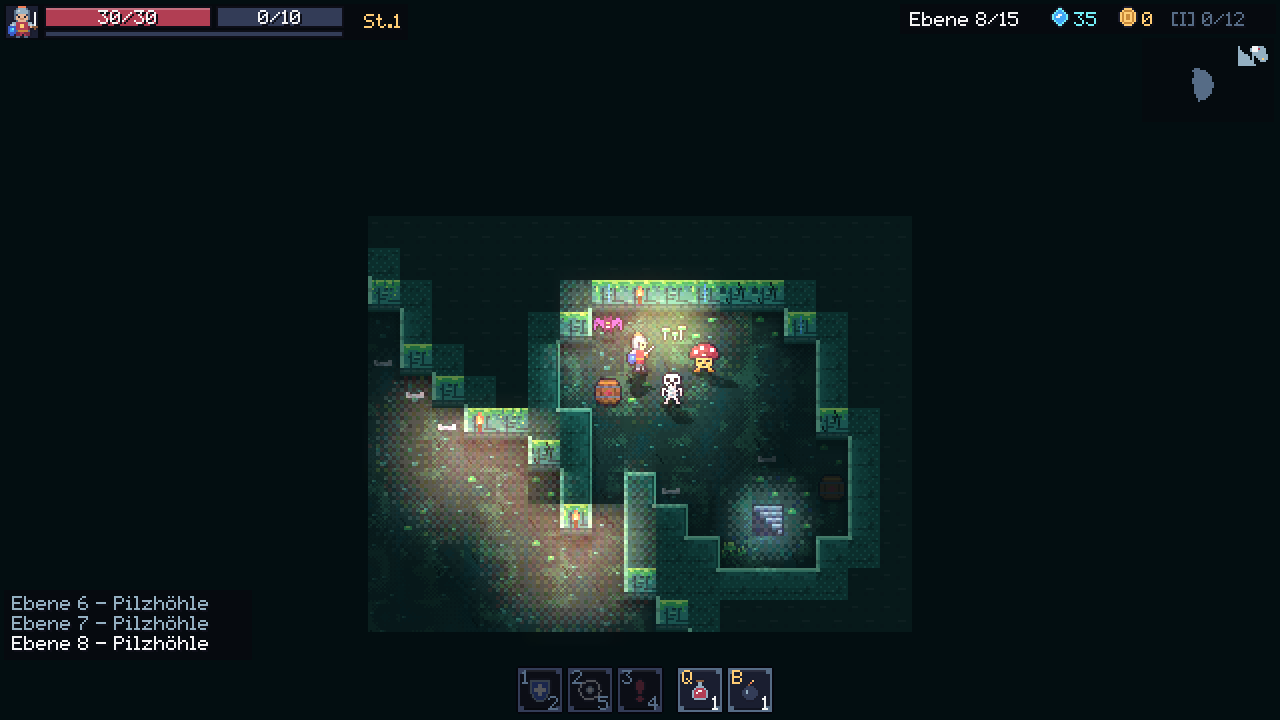 30/30
0/10
St.1
Ebene 8/15
35
0
[I] 0/12
Ebene 6 – Pilzhöhle
Ebene 7 – Pilzhöhle
Ebene 8 – Pilzhöhle
1
2
2
5
3
4
Q
1
B
1